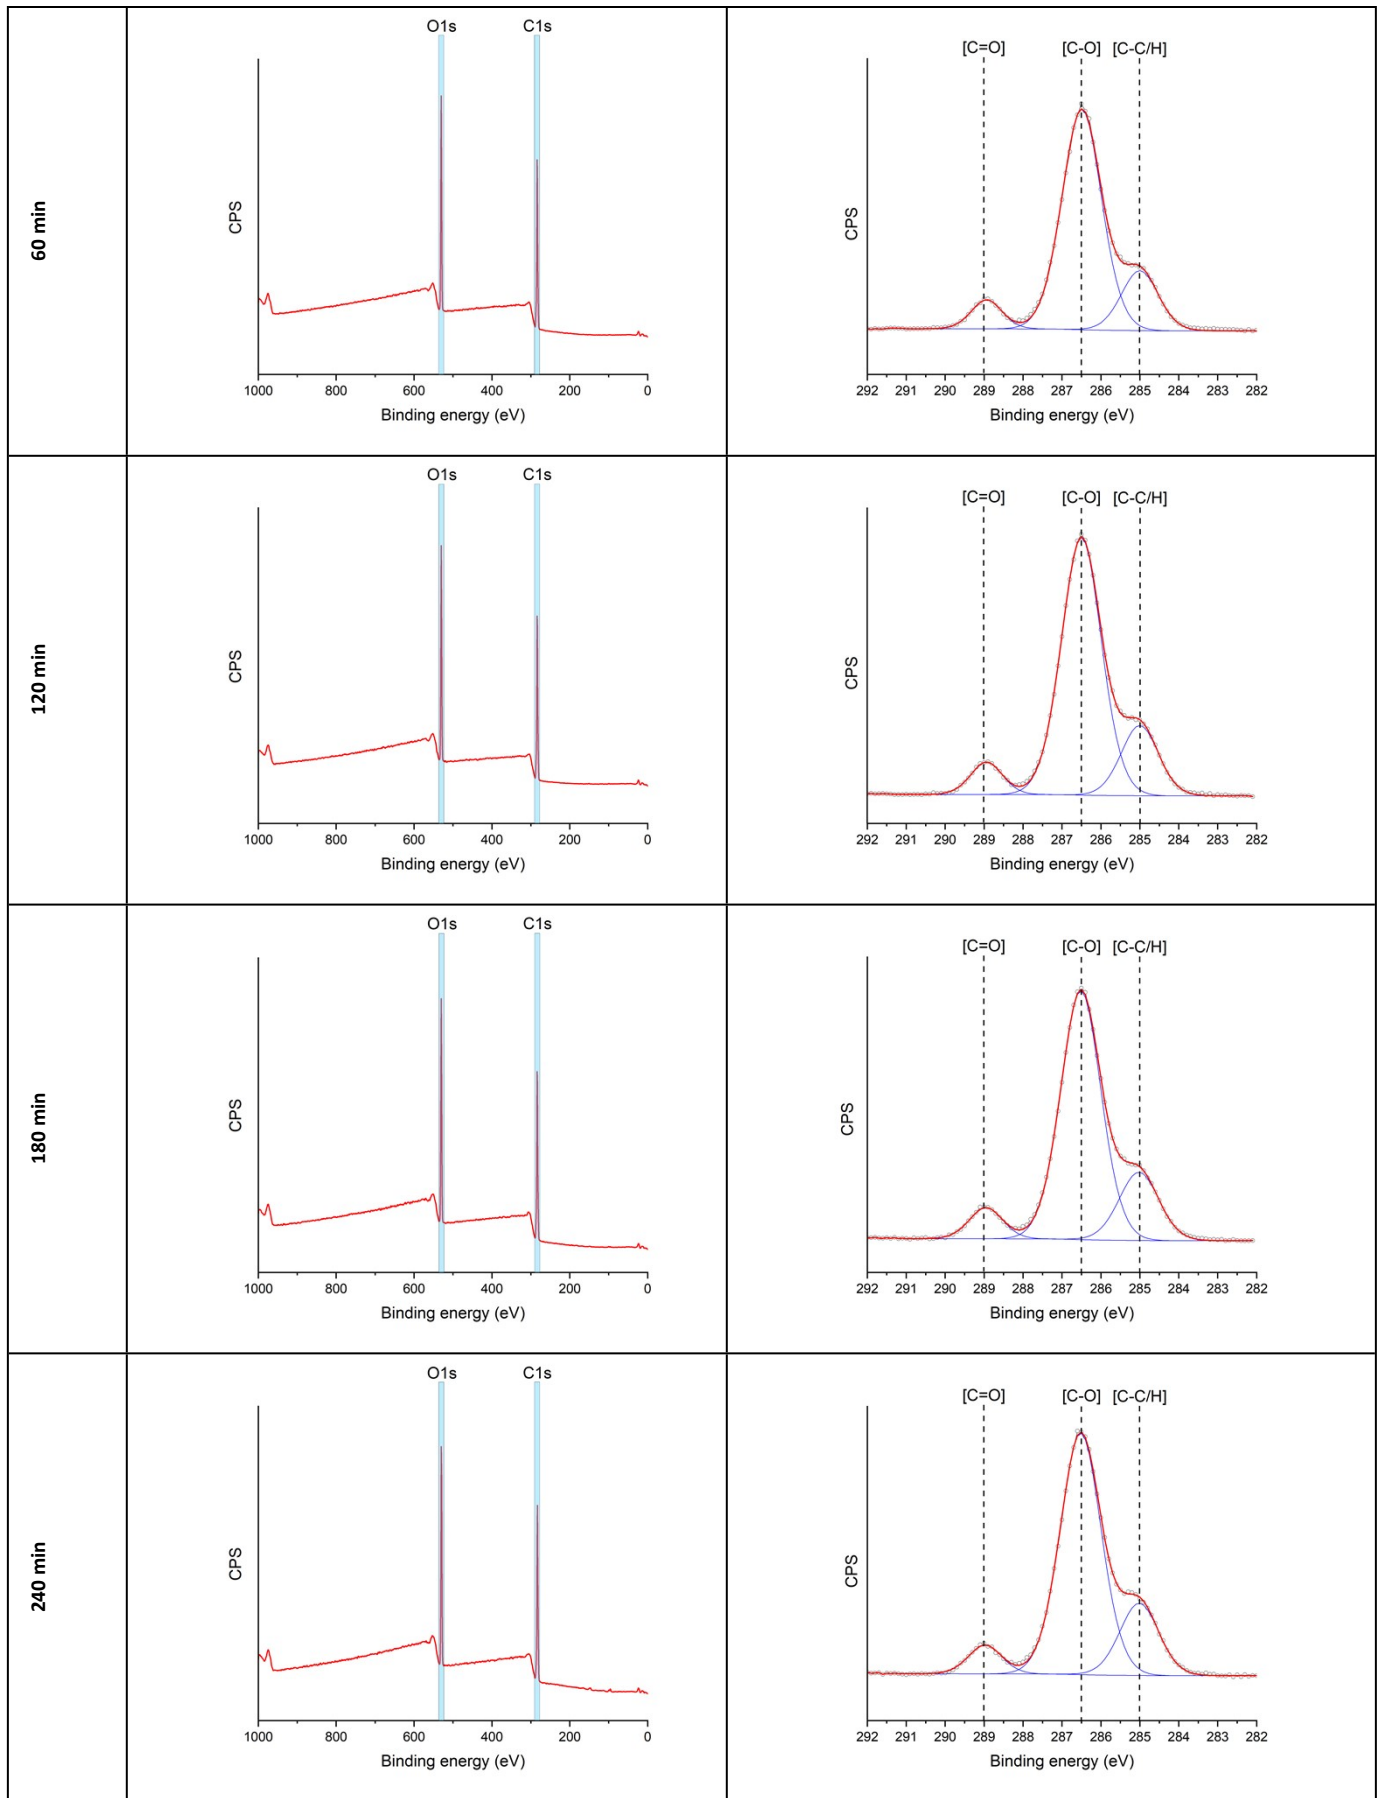 60 min
O1s C1s
CPS
1000 800 600 400 200 0
Binding energy (eV)
[C=O] [C-O] [C-C/H]
CPS
292 291 290 289 288 287 286 285 284 283 282
Binding energy (eV)
120 min
O1s C1s
CPS
1000 800 600 400 200 0
Binding energy (eV)
[C=O] [C-O] [C-C/H]
CPS
292 291 290 289 288 287 286 285 284 283 282
Binding energy (eV)
180 min
O1s C1s
CPS
1000 800 600 400 200 0
Binding energy (eV)
[C=O] [C-O] [C-C/H]
CPS
292 291 290 289 288 287 286 285 284 283 282
Binding energy (eV)
240 min
O1s C1s
CPS
1000 800 600 400 200 0
Binding energy (eV)
[C=O] [C-O] [C-C/H]
CPS
292 291 290 289 288 287 286 285 284 283 282
Binding energy (eV)